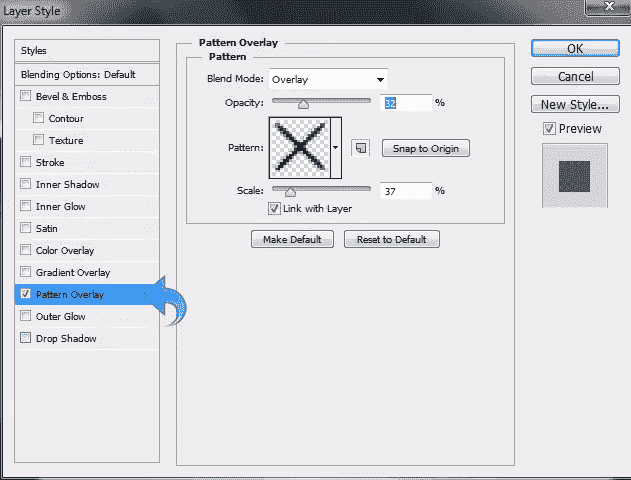 Layer Style
Styles
Blending Options: Default
Bevel & Emboss
Contour
Texture
Stroke
Inner Shadow
Inner Glow
Satin
Color Overlay
Gradient Overlay
Pattern Overlay
Outer Glow
Drop Shadow
Pattern Overlay
Pattern
Blend Mode: Overlay
Opacity: 32 %
Pattern: Snap to Origin
Scale: 37 %
Link with Layer
Make Default Reset to Default
OK
Cancel
New Style...
Preview